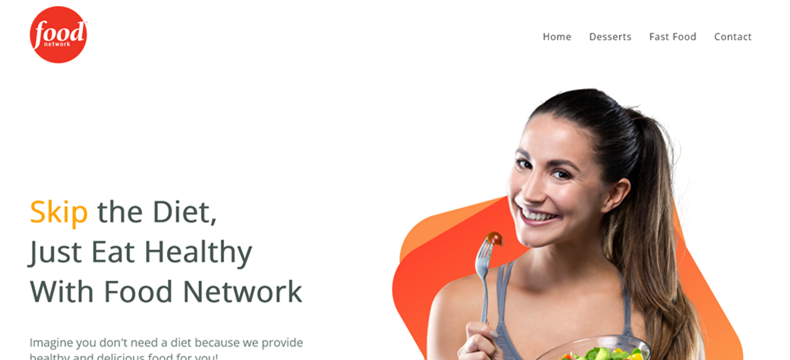 food
network
Home Desserts Fast Food Contact
Skip the Diet,
Just Eat Healthy
With Food Network
Imagine you don't need a diet because we provide
healthy and delicious food for you!